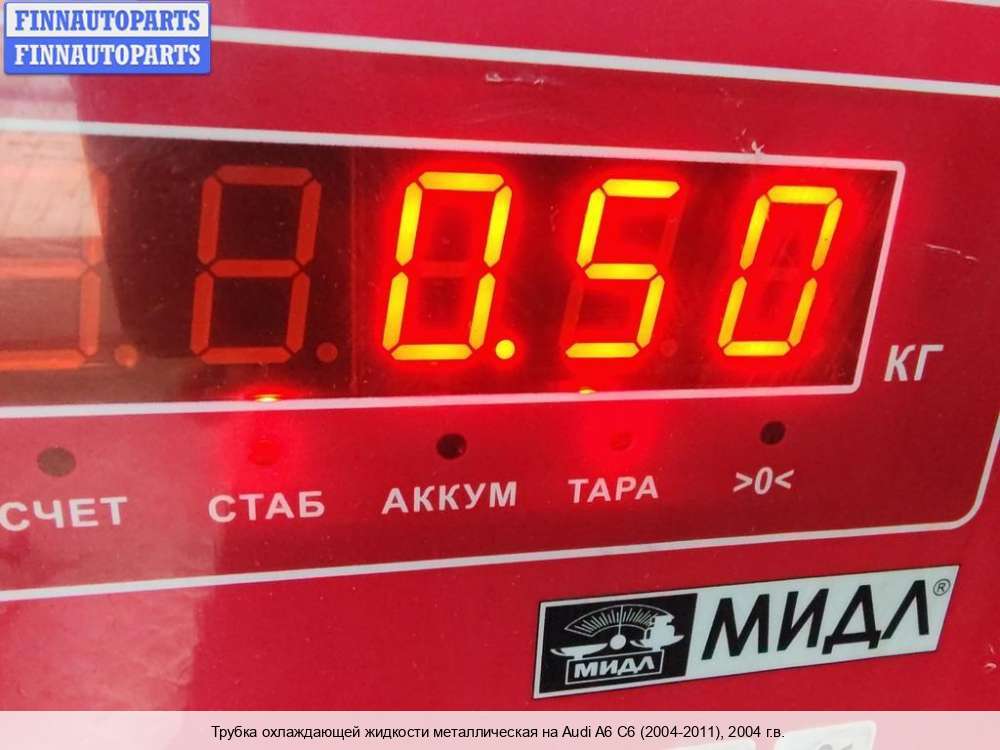 FINNAUTOPARTS
FINNAUTOPARTS
0.50
КГ
СЧЕТ СТАБ АККУМ ТАРА >0<
МИДЛ МИДЛ®
Трубка охлаждающей жидкости металлическая на Audi A6 C6 (2004-2011), 2004 г.в.